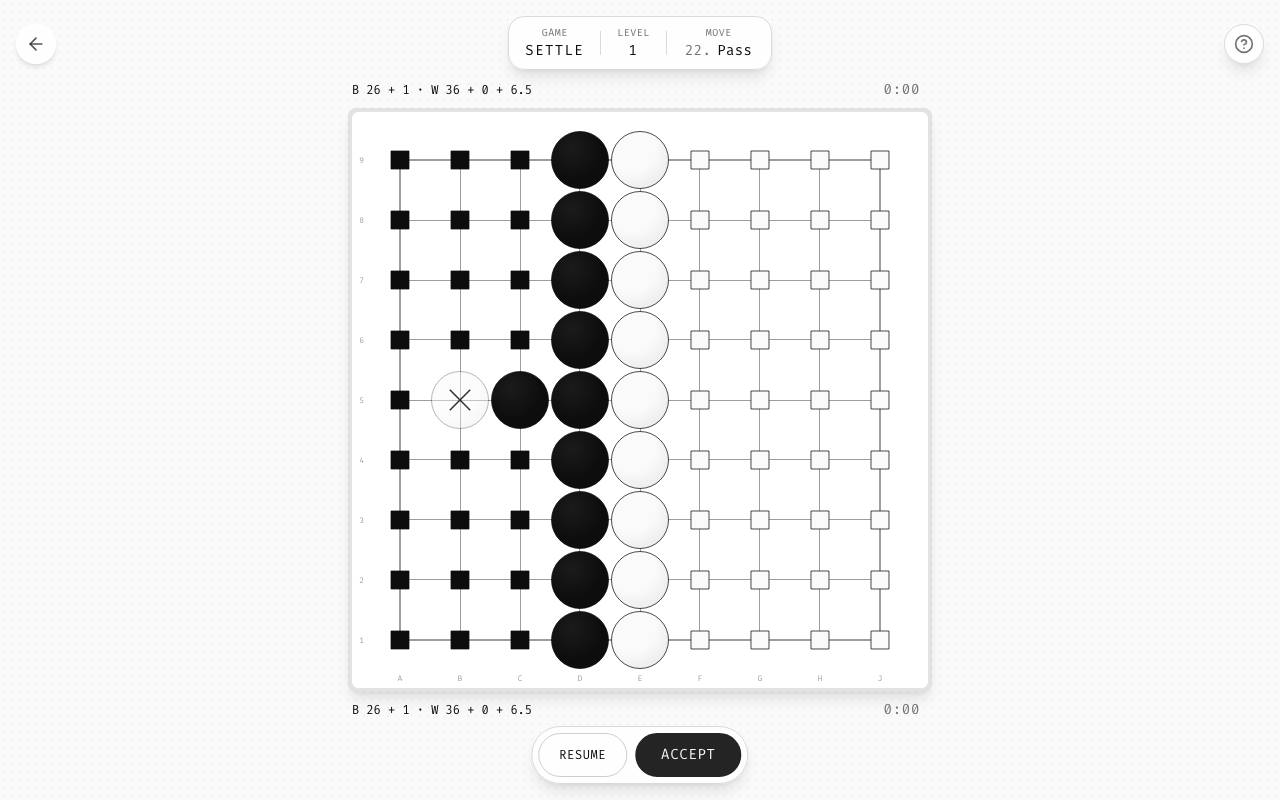 GAME
SETTLE
LEVEL
1
MOVE
22. Pass
B 26 + 1 · W 36 + 0 + 6.5
0:00
9
8
7
6
5
4
3
2
1
A B C D E F G H J
B 26 + 1 · W 36 + 0 + 6.5
0:00
RESUME
ACCEPT